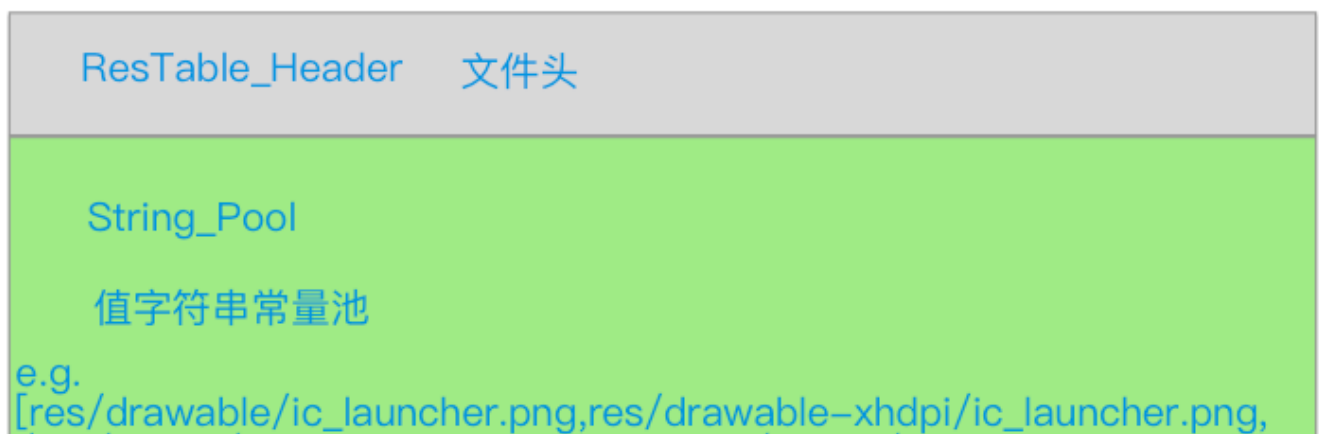 ResTable_Header 文件头
String_Pool
值字符串常量池
e.g.
[res/drawable/ic_launcher.png,res/drawable-xhdpi/ic_launcher.png,